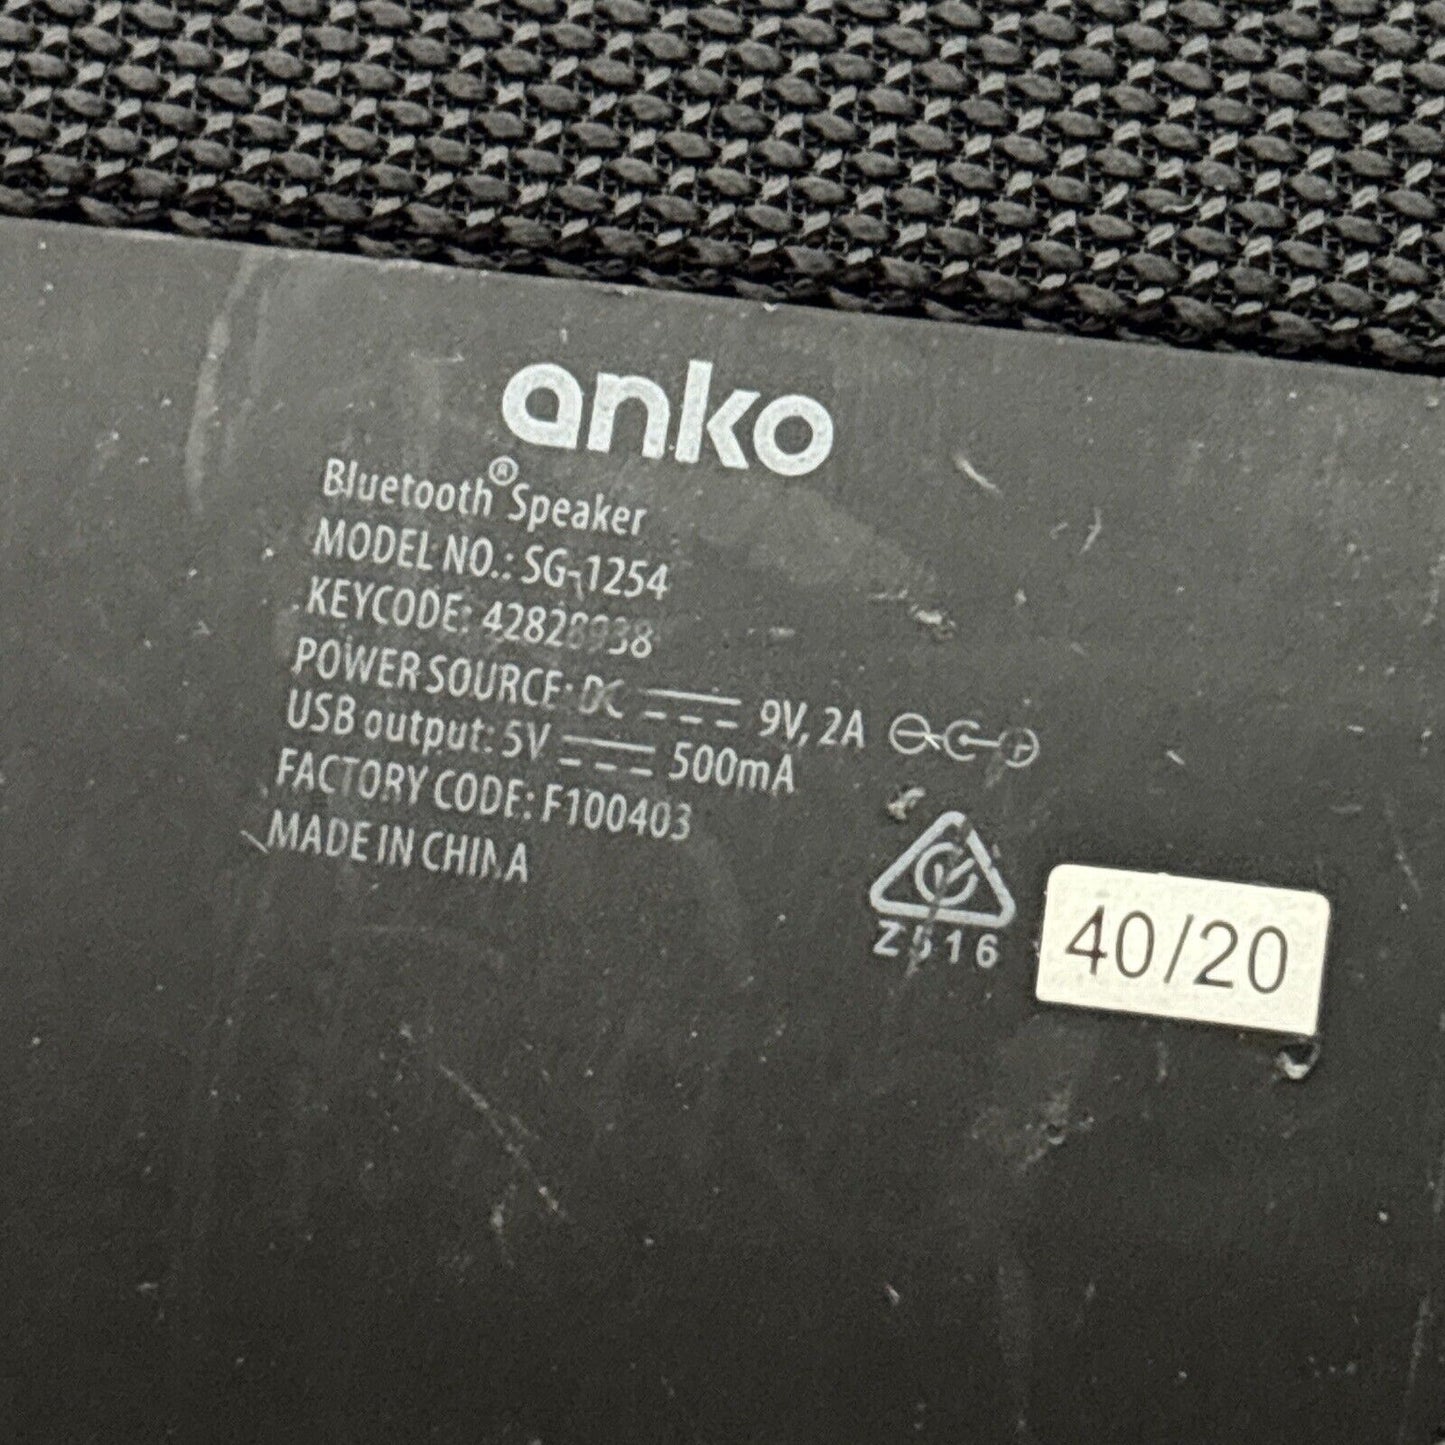 anko
Bluetooth® Speaker
MODEL NO.: SG-1254
KEYCODE: 42828938
POWER SOURCE: DC 9V, 2A
USB output: 5V 500mA
FACTORY CODE: F100403
MADE IN CHINA
Z516
40/20